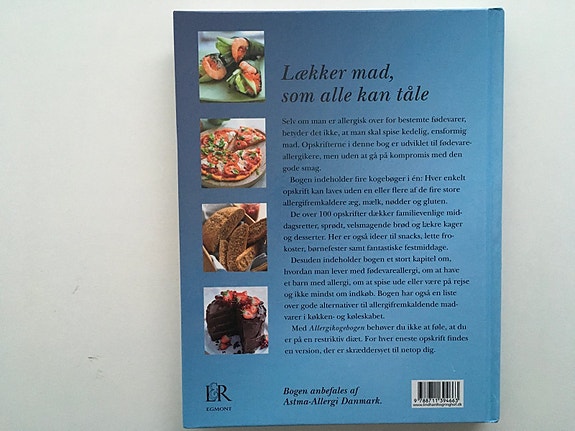 Lækker mad,
som alle kan tåle
Selv om man er allergisk over for bestemte fødevarer,
betyder det ikke, at man skal spise kedelig, ensformig
mad. Opskrifterne i denne bog er udviklet til fødevare-
allergikere, men uden at gå på kompromis med den
gode smag.
Bogen indeholder fire kogebøger i én: Hver enkelt
opskrift kan laves uden en eller flere af de fire store
allergifremkaldere æg, mælk, nødder og gluten.
De over 100 opskrifter dækker familievenlige mid-
dagsretter, sprødt, velsmagende brød og lækre kager
og desserter. Her er også ideer til snacks, lette fro-
koster, børnefester samt fantastiske festmiddage.
Desuden indeholder bogen et stort kapitel om,
hvordan man lever med fødevareallergi, om at have
et barn med allergi, om at spise ude eller være på rejse
og ikke mindst om indkøb. Bogen har også en liste
over gode alternativer til allergifremkaldende mad-
varer i køkken- og køleskabet.
Med Allergikogebogen behøver du ikke at føle, at du
er på en restriktiv diæt. For hver eneste opskrift findes
en version, der er skræddersyet til netop dig.
L&R
EGMONT
Bogen anbefales af
Astma-Allergi Danmark.